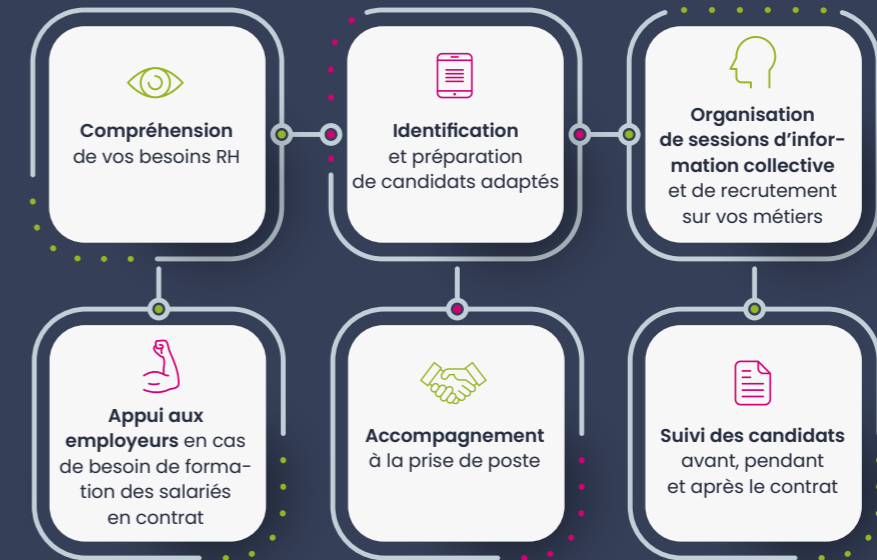 Compréhension
de vos besoins RH
Identification
et préparation
de candidats adaptés
Organisation
de sessions d'infor-
mation collective
et de recrutement
sur vos métiers
Appui aux
employeurs en cas
de besoin de forma-
tion des salariés
en contrat
Accompagnement
à la prise de poste
Suivi des candidats
avant, pendant
et après le contrat